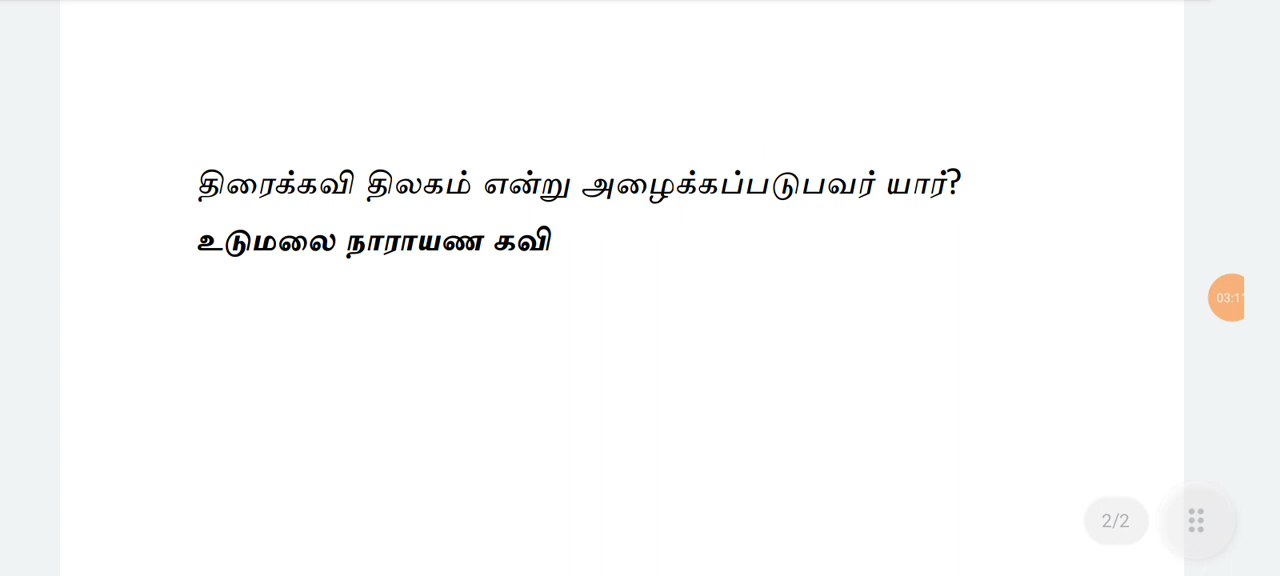 திரைக்கவி திலகம் என்று அழைக்கப்படுபவர் யார்?
உடுமலை நாராயண கவி
03:11
2/2